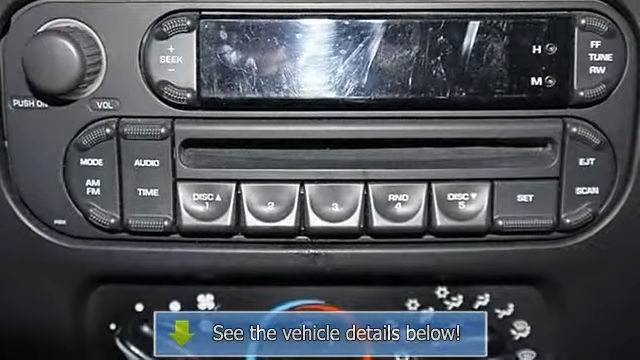 +
SEEK
−
H
M
FF
TUNE
RW
PUSH ON
VOL
MODE
AUDIO
AM
FM
TIME
EJT
SCAN
DISC▲
1
2
3
RND
4
DISC▼
5
SET
See the vehicle details below!